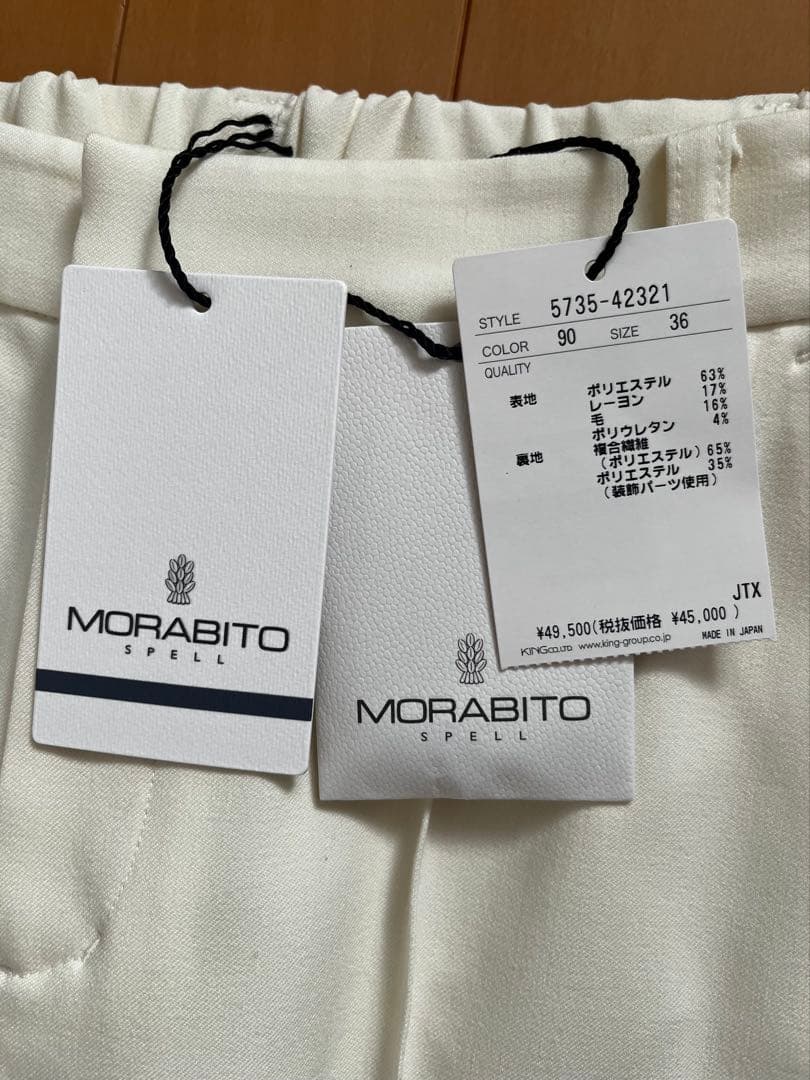 MORABITO
SPELL
MORABITO
SPELL
STYLE 5735-42321
COLOR 90 SIZE 36
QUALITY
表地 ポリエステル 63%
レーヨン 17%
毛 16%
ポリウレタン 4%
裏地 複合繊維
(ポリエステル) 65%
ポリエステル 35%
(装飾パーツ使用)
JTX
¥49,500(税抜価格 ¥45,000 )
KING CO.,LTD. www.king-group.co.jp MADE IN JAPAN